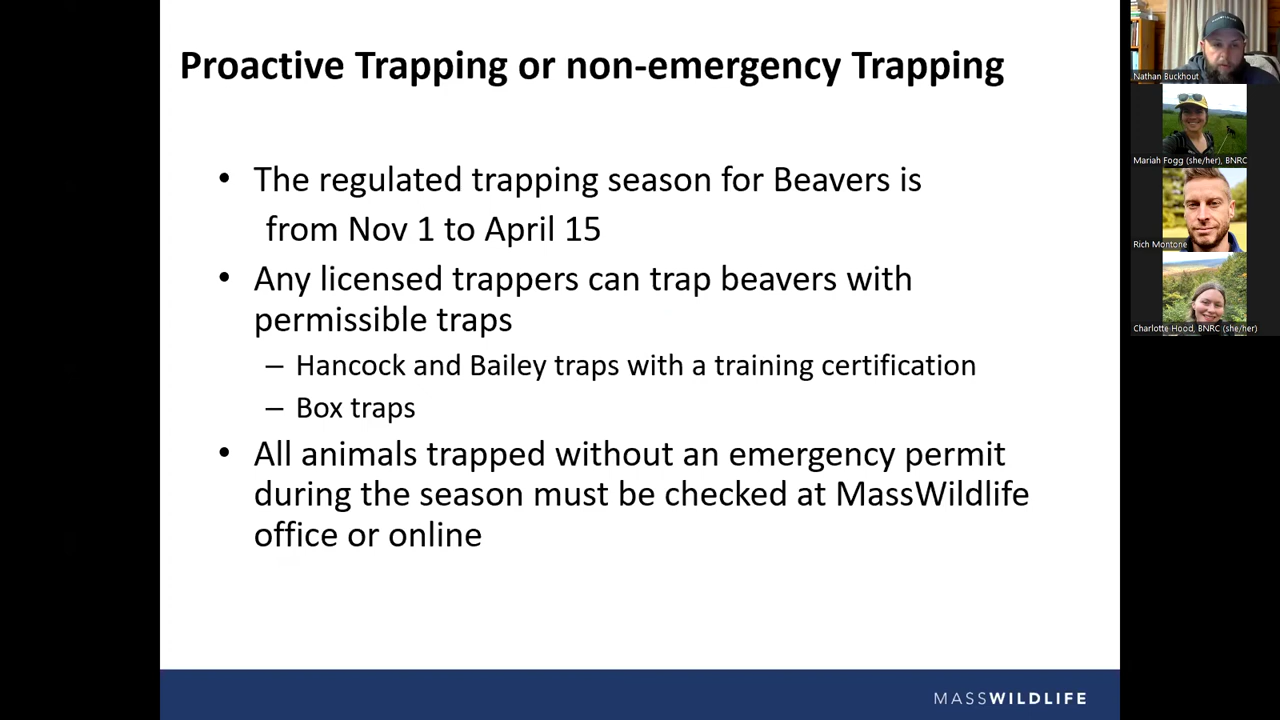 Proactive Trapping or non-emergency Trapping
• The regulated trapping season for Beavers is
from Nov 1 to April 15
• Any licensed trappers can trap beavers with
permissible traps
– Hancock and Bailey traps with a training certification
– Box traps
• All animals trapped without an emergency permit
during the season must be checked at MassWildlife
office or online
MASSWILDLIFE
Nathan Buckhout
Mariah Fogg (she/her), BNRC
Rich Montone
Charlotte Hood, BNRC (she/her)